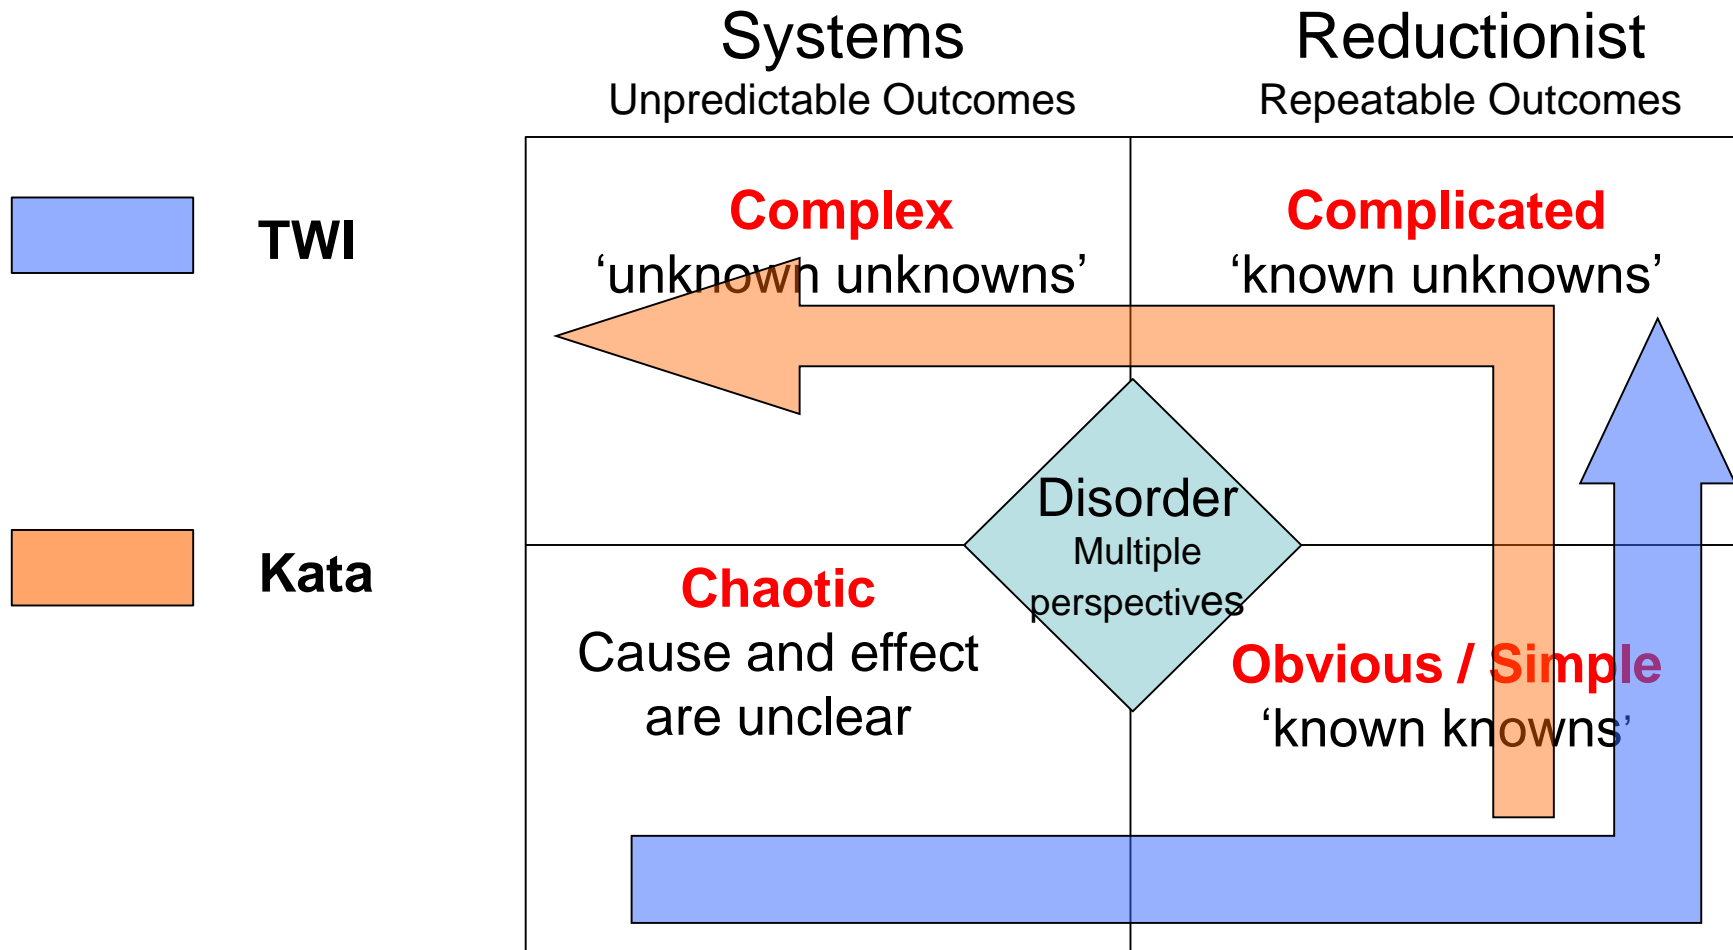 Systems
Unpredictable Outcomes
Reductionist
Repeatable Outcomes
TWI
Kata
Complex
‘unknown unknowns’
Complicated
‘known unknowns’
Disorder
Multiple
perspectives
Chaotic
Cause and effect
are unclear
Obvious / Simple
‘known knowns’